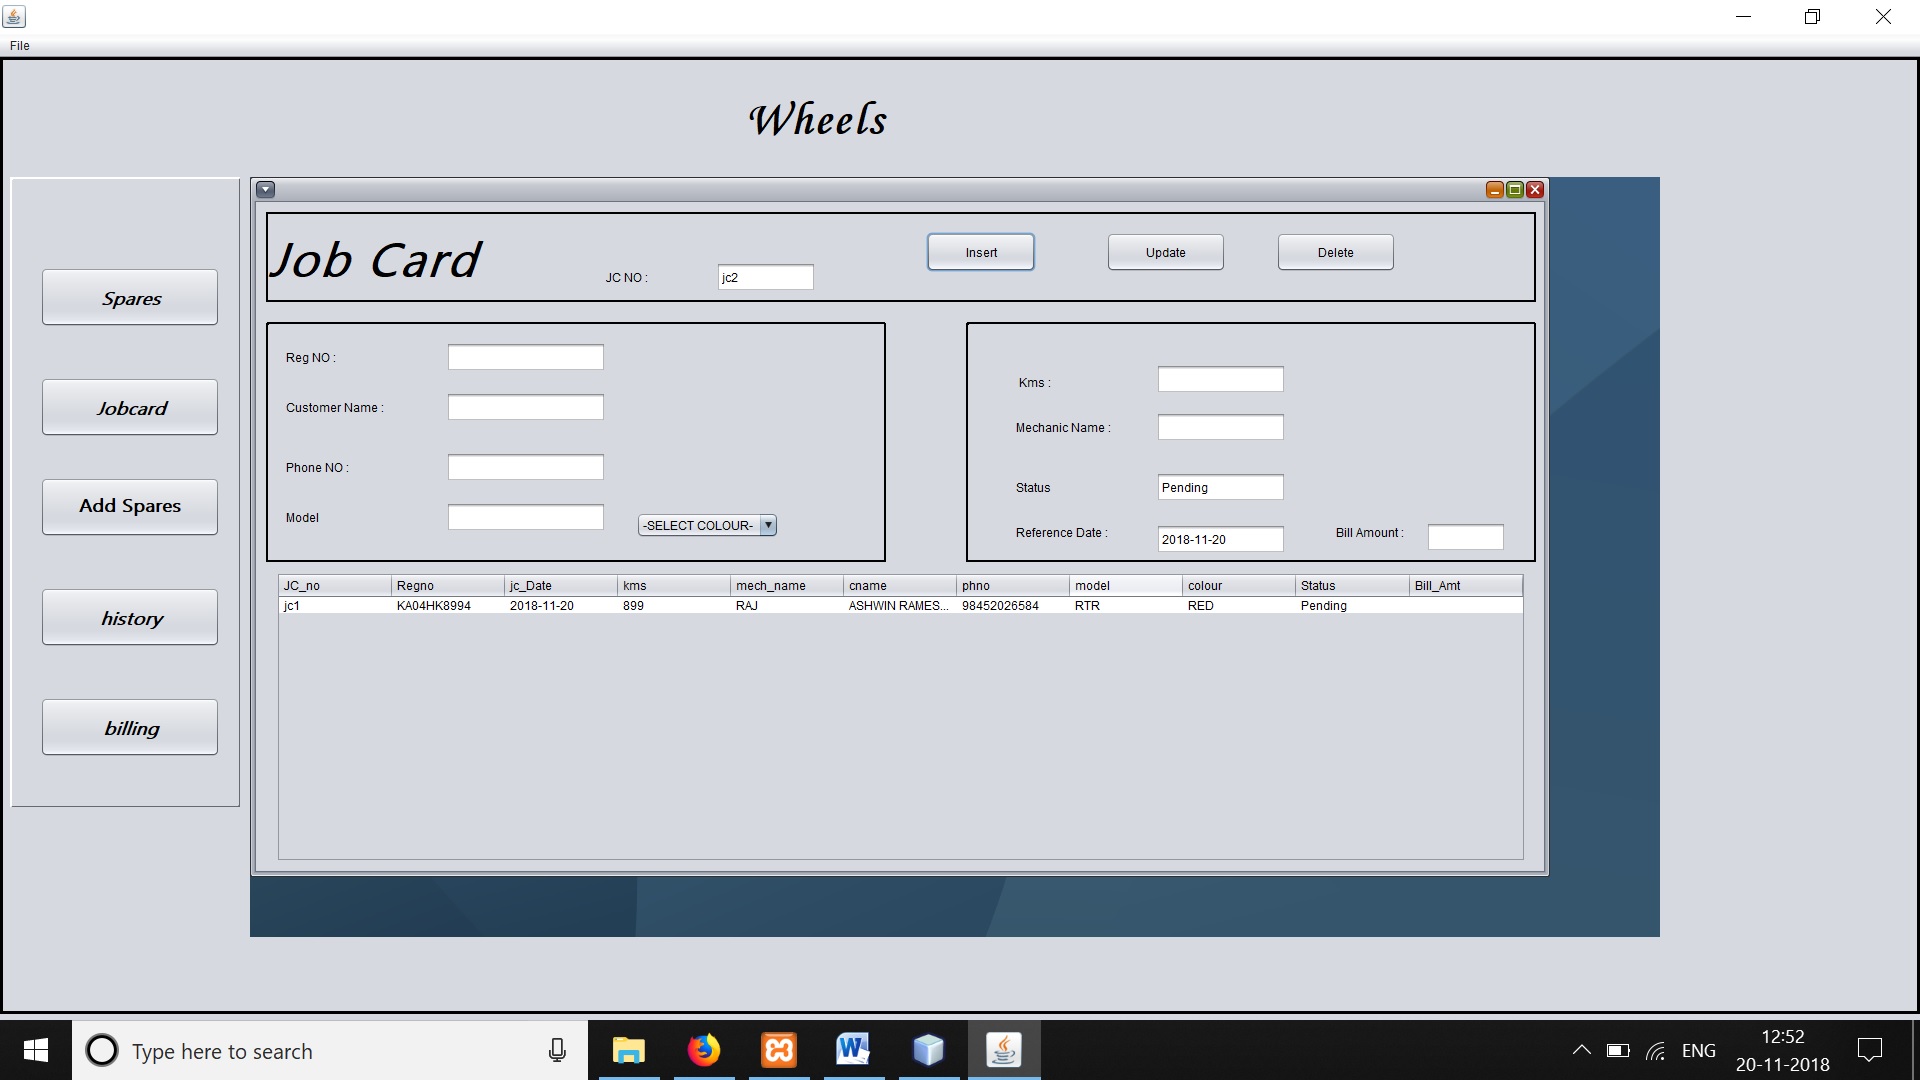 File
Wheels
Job Card
JC NO :
jc2
Insert
Update
Delete
Spares
Jobcard
Add Spares
history
billing
Reg NO :
Customer Name :
Phone NO :
Model
-SELECT COLOUR-
Kms :
Mechanic Name :
Status
Pending
Reference Date :
2018-11-20
Bill Amount :
JC_no Regno jc_Date kms mech_name cname phno model colour Status Bill_Amt
jc1 KA04HK8994 2018-11-20 899 RAJ ASHWIN RAMES... 98452026584 RTR RED Pending
Type here to search
W
ENG
12:52
20-11-2018